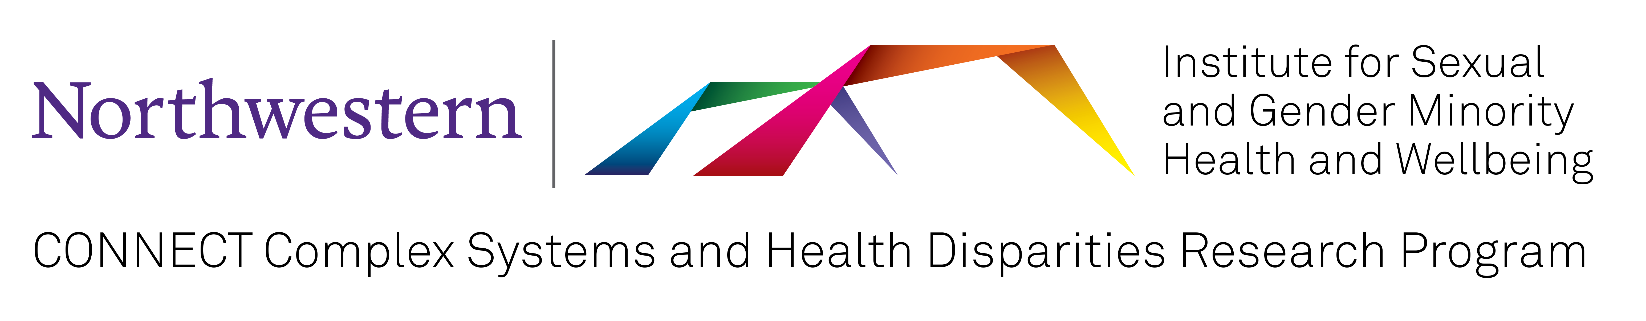 Northwestern
Institute for Sexual
and Gender Minority
Health and Wellbeing
CONNECT Complex Systems and Health Disparities Research Program